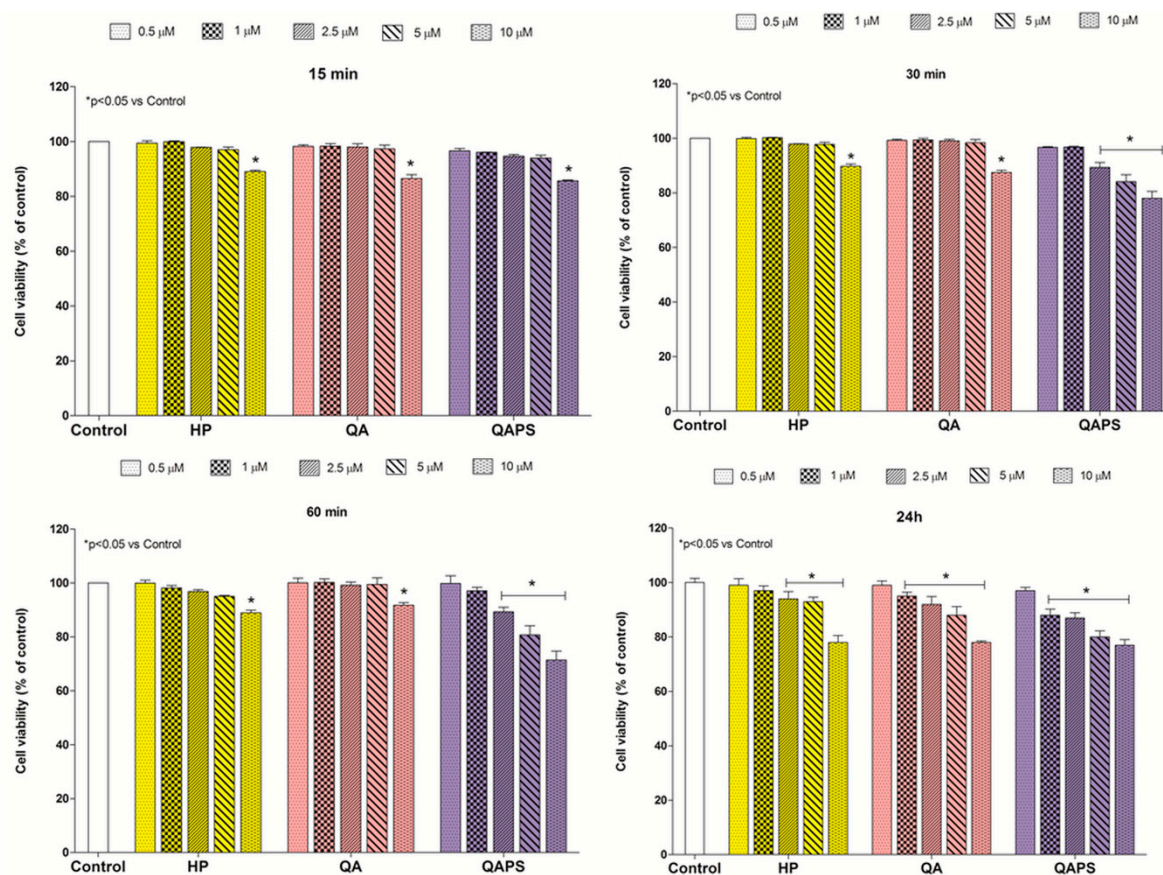 0.5 μM 1 μM 2.5 μM 5 μM 10 μM
15 min
*p<0.05 vs Control
Cell viability (% of control)
120
100
80
60
40
20
0
* * *
Control HP QA QAPS
0.5 μM 1 μM 2.5 μM 5 μM 10 μM
30 min
*p<0.05 vs Control
Cell viability (% of control)
120
100
80
60
40
20
0
* * *
Control HP QA QAPS
0.5 μM 1 μM 2.5 μM 5 μM 10 μM
60 min
*p<0.05 vs Control
Cell viability (% of control)
120
100
80
60
40
20
0
* * *
Control HP QA QAPS
0.5 μM 1 μM 2.5 μM 5 μM 10 μM
24h
*p<0.05 vs Control
Cell viability (% of control)
120
100
80
60
40
20
0
* * *
Control HP QA QAPS